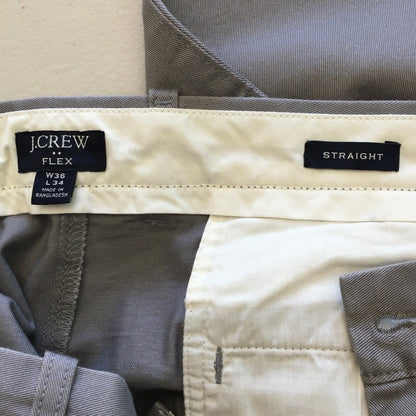 J.CREW
FLEX
W36
L 34
MADE IN
BANGLADESH
STRAIGHT